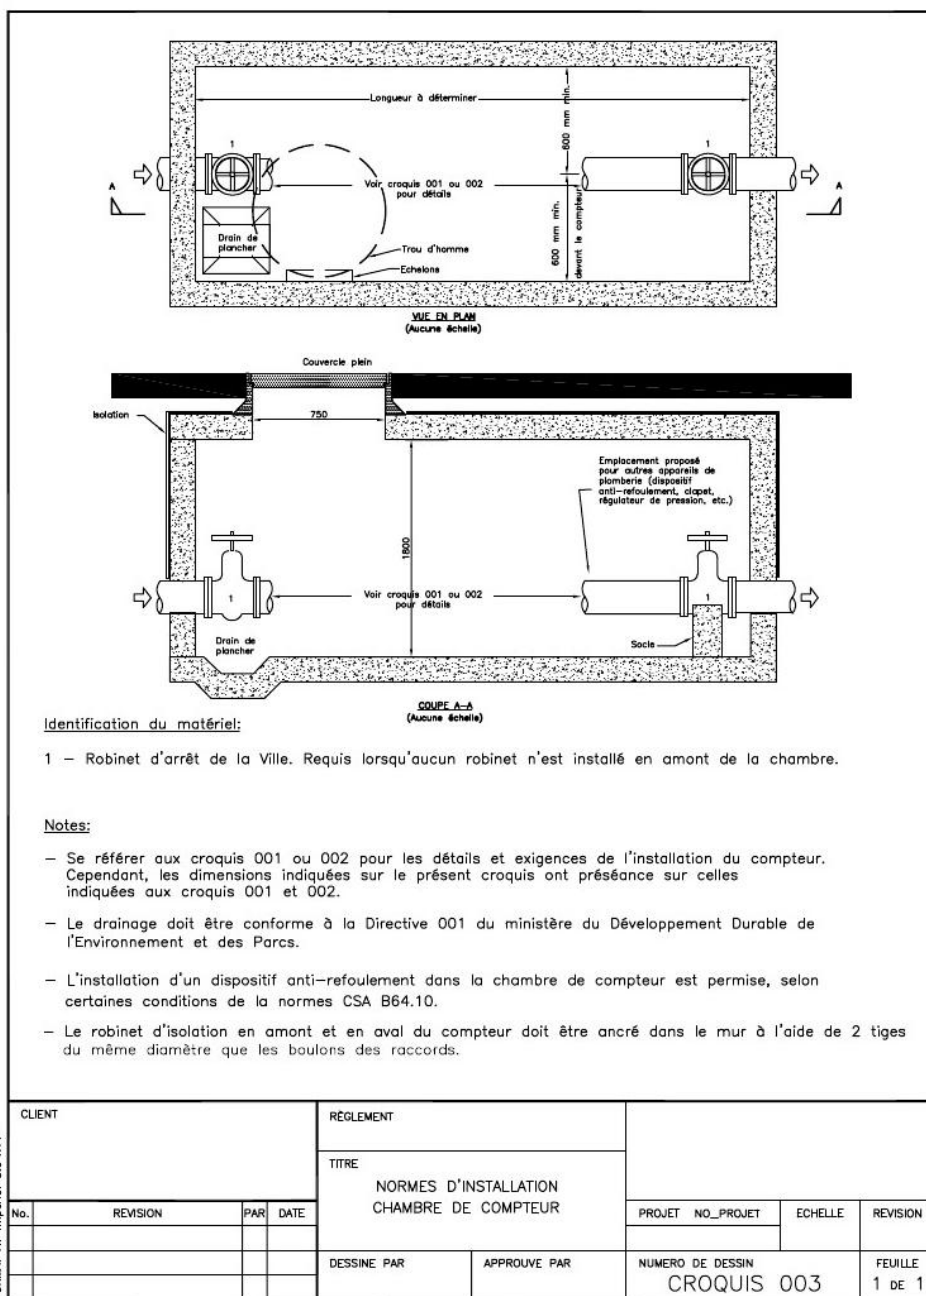 Longueur à déterminer
600 mm min.
1
1
A
Voir croquis 001 ou 002
pour détails
A
600 mm min.
devant le compteur
Drain de
plancher
Trou d'homme
Echelons
VUE EN PLAN
(Aucune échelle)
Couvercle plein
Isolation
750
Emplacement proposé
pour autres appareils de
plomberie (dispositif
anti-refoulement, clapet,
régulateur de pression, etc.)
1800
1
Voir croquis 001 ou 002
pour détails
1
Drain de
plancher
Socle
COUPE A-A
(Aucune échelle)
Identification du matériel:
1 - Robinet d'arrêt de la Ville. Requis lorsqu'aucun robinet n'est installé en amont de la chambre.
Notes:
- Se référer aux croquis 001 ou 002 pour les détails et exigences de l'installation du compteur.
Cependant, les dimensions indiquées sur le présent croquis ont préséance sur celles
indiquées aux croquis 001 et 002.
- Le drainage doit être conforme à la Directive 001 du ministère du Développement Durable de
l'Environnement et des Parcs.
- L'installation d'un dispositif anti-refoulement dans la chambre de compteur est permise, selon
certaines conditions de la normes CSA B64.10.
- Le robinet d'isolation en amont et en aval du compteur doit être ancré dans le mur à l'aide de 2 tiges
du même diamètre que les boulons des raccords.
CLIENT
RÈGLEMENT
TITRE
NORMES D'INSTALLATION
CHAMBRE DE COMPTEUR
No. REVISION PAR DATE
PROJET NO_PROJET ECHELLE REVISION
DESSINE PAR APPROUVE PAR
NUMERO DE DESSIN
CROQUIS 003
FEUILLE
1 DE 1